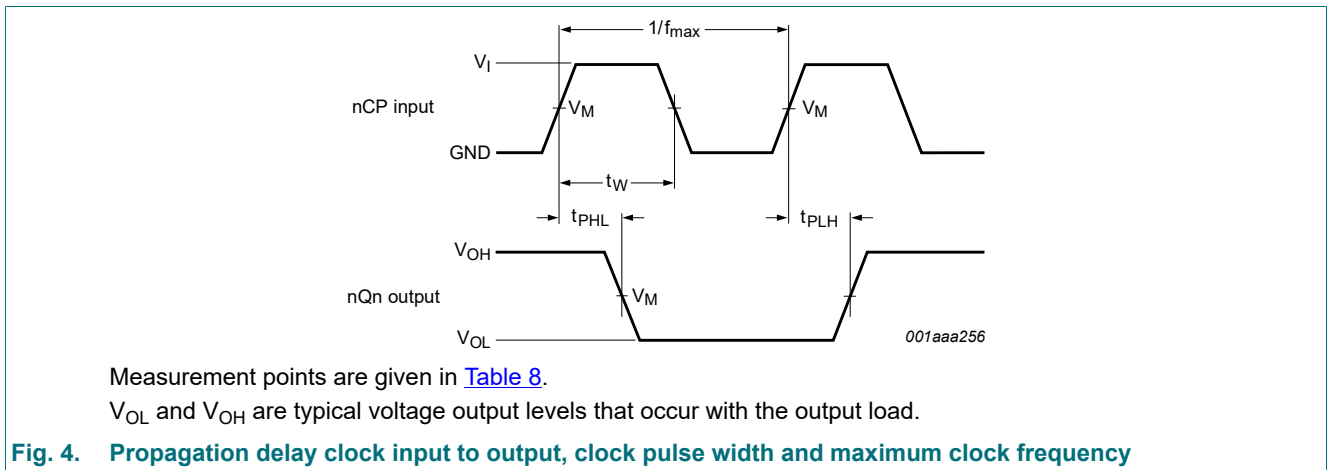 1/fmax
VI
nCP input
VM
VM
GND
tW
tPHL
tPLH
VOH
nQn output
VM
VOL
001aaa256
Measurement points are given in Table 8.
VOL and VOH are typical voltage output levels that occur with the output load.
Fig. 4. Propagation delay clock input to output, clock pulse width and maximum clock frequency